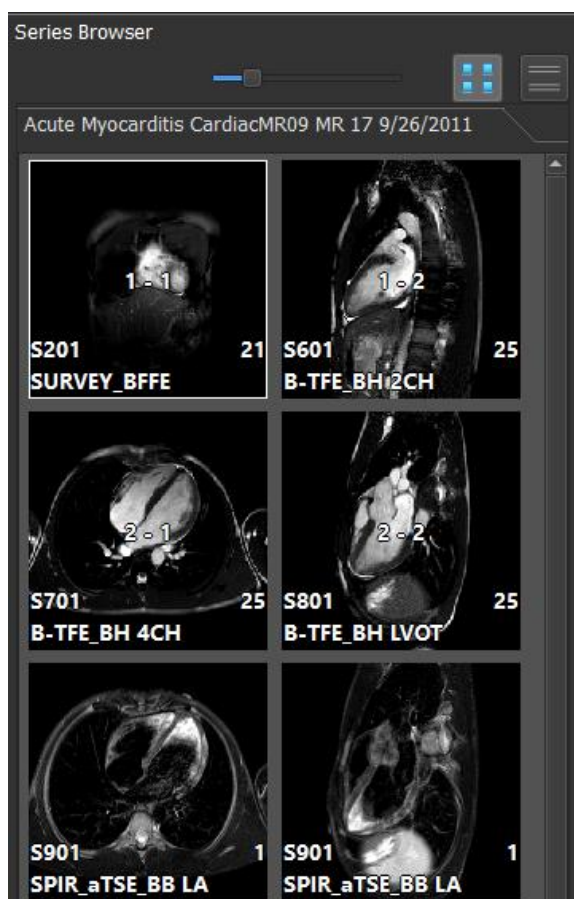 Series Browser
Acute Myocarditis CardiacMR09 MR 17 9/26/2011
1 - 1
S201 21
SURVEY_BFFE
1 - 2
S601 25
B-TFE_BH 2CH
2 - 1
S701 25
B-TFE_BH 4CH
2 - 2
S801 25
B-TFE_BH LVOT
S901 1
SPIR_aTSE_BB LA
S901 1
SPIR_aTSE_BB LA